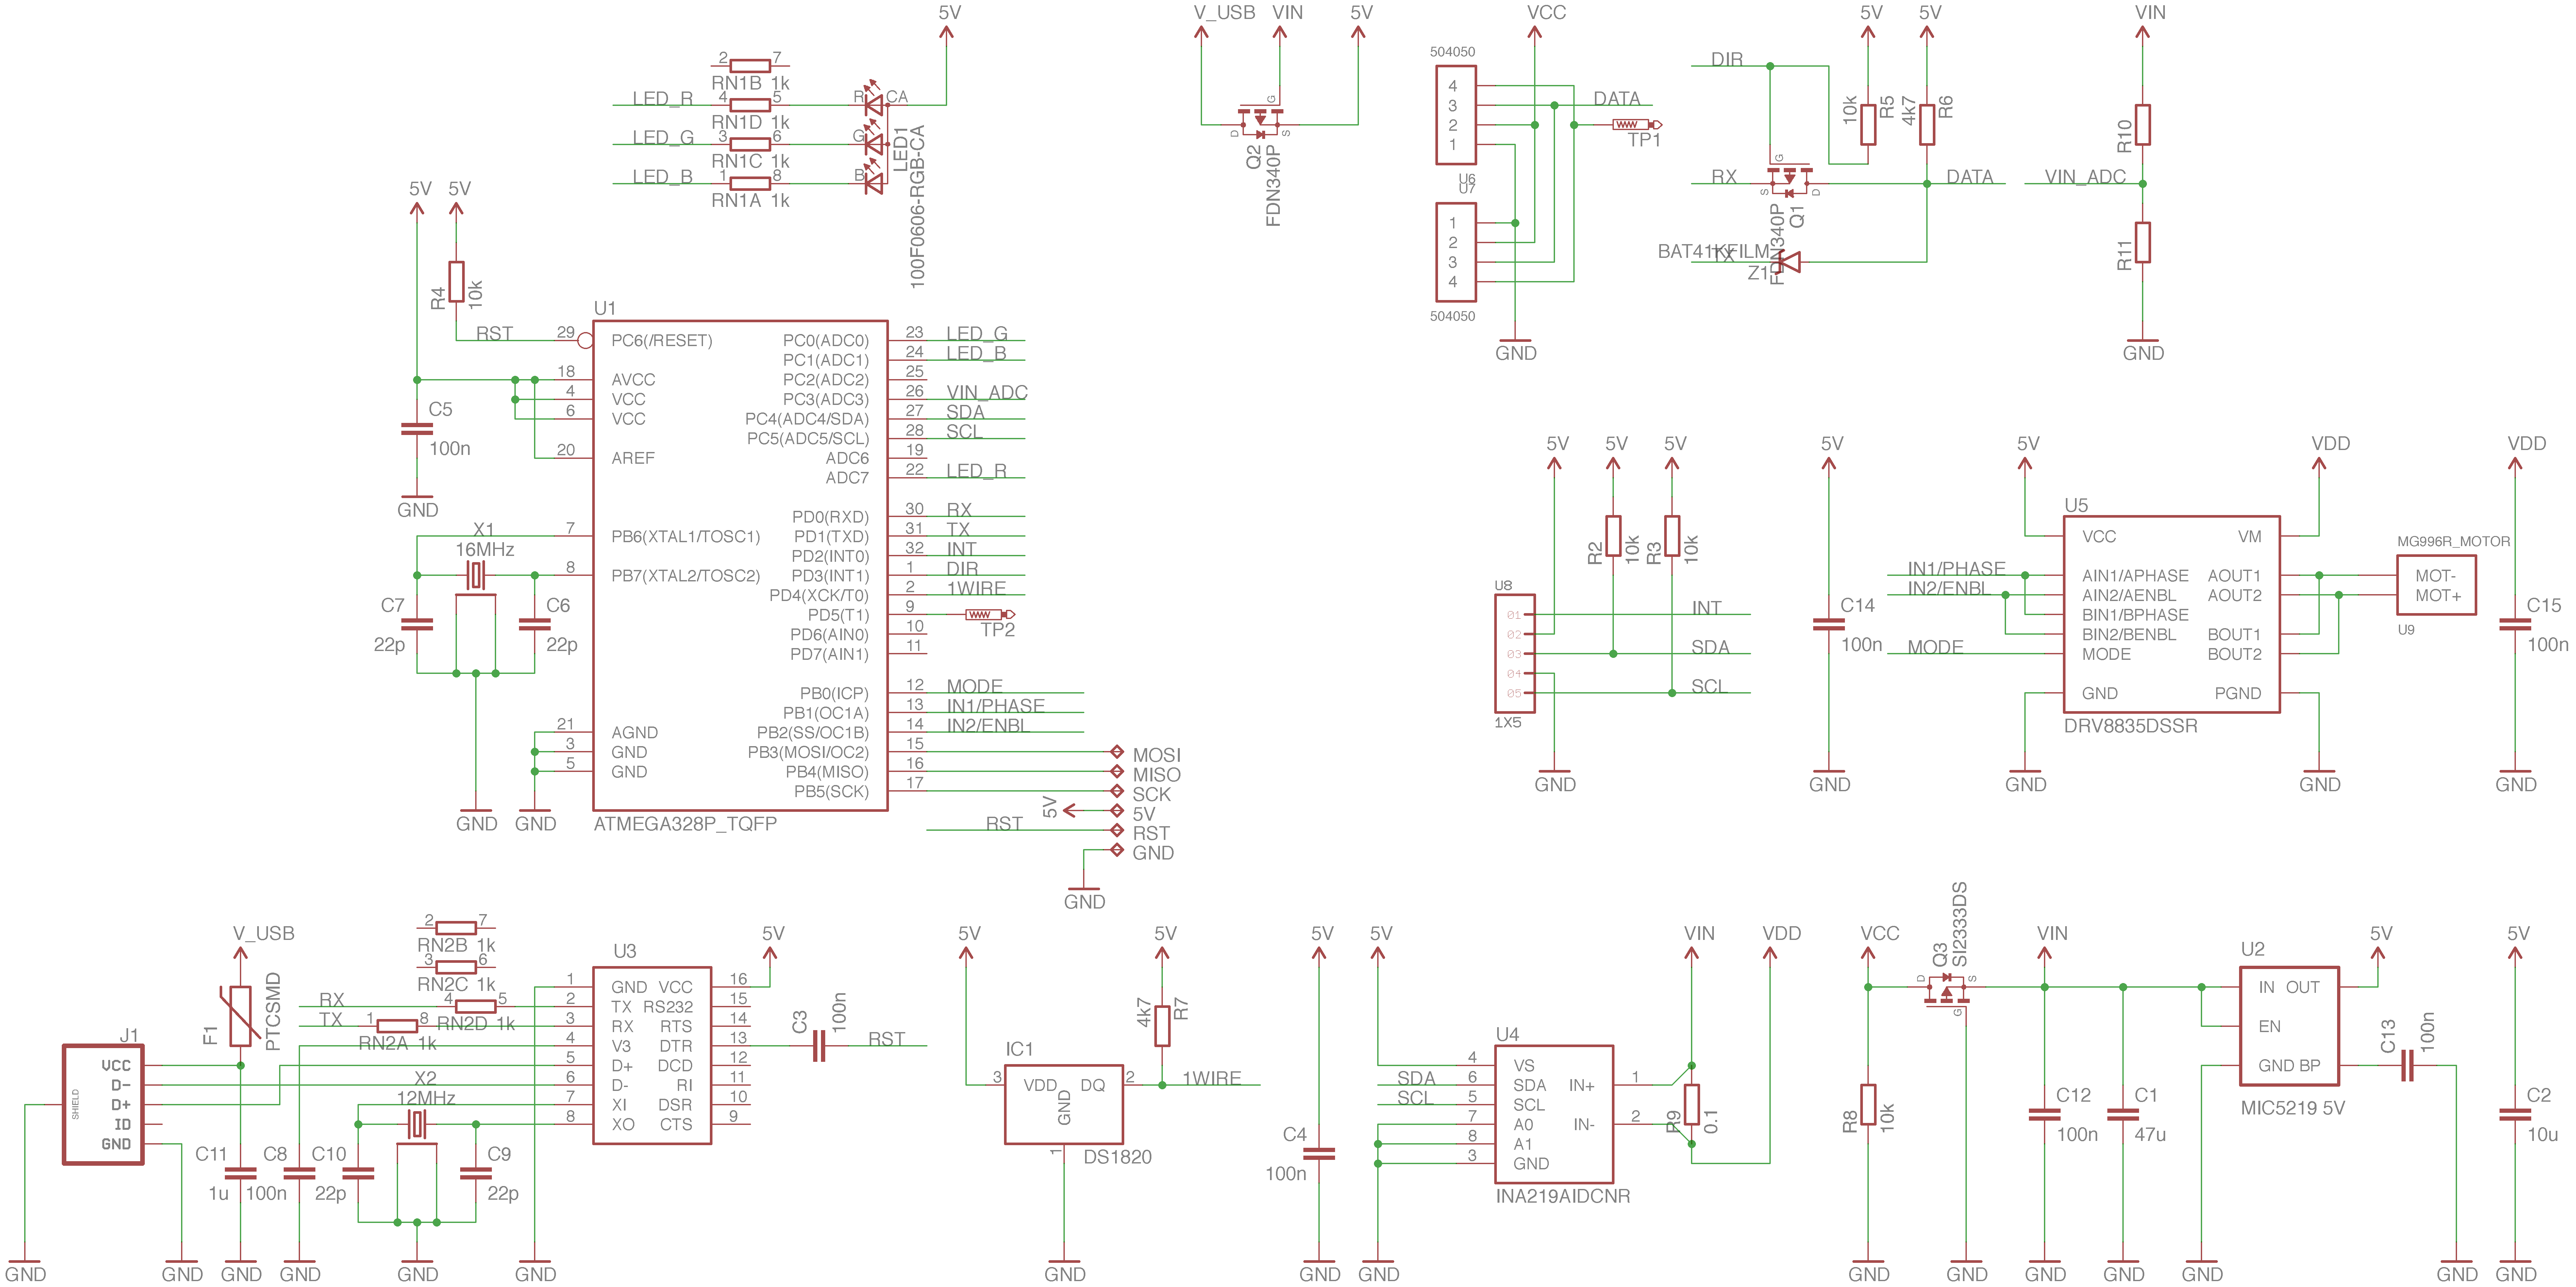 5V
2 7
RN1B 1k
LED_R 4 5 R CA
RN1D 1k
LED_G 3 6 G
RN1C 1k
LED_B 1 8 B
RN1A 1k
LED1
100F0606-RGB-CA
V_USB VIN 5V
G
D S
Q2
FDN340P
VCC
504050
4
3
2
1
U6
U7
1
2
3
4
504050
DATA
TP1
GND
5V 5V
DIR
10k
R5
4k7
R6
G
RX S D DATA
Q1
FDN340P
BAT41KFILM
TX
Z1
VIN
R10
VIN_ADC
R11
GND
5V 5V
R4
10k
U1
RST 29 PC6(/RESET)
18 AVCC
4 VCC
6 VCC
20 AREF
C5
100n
GND
7 PB6(XTAL1/TOSC1)
8 PB7(XTAL2/TOSC2)
X1
16MHz
C7
22p
C6
22p
21 AGND
3 GND
5 GND
GND GND
PC0(ADC0) 23 LED_G
PC1(ADC1) 24 LED_B
PC2(ADC2) 25
PC3(ADC3) 26 VIN_ADC
PC4(ADC4/SDA) 27 SDA
PC5(ADC5/SCL) 28 SCL
ADC6 19
ADC7 22 LED_R
PD0(RXD) 30 RX
PD1(TXD) 31 TX
PD2(INT0) 32 INT
PD3(INT1) 1 DIR
PD4(XCK/T0) 2 1WIRE
PD5(T1) 9
TP2
PD6(AIN0) 10
PD7(AIN1) 11
PB0(ICP) 12 MODE
PB1(OC1A) 13 IN1/PHASE
PB2(SS/OC1B) 14 IN2/ENBL
PB3(MOSI/OC2) 15 MOSI
PB4(MISO) 16 MISO
PB5(SCK) 17 SCK
5V 5V
RST RST
GND
GND
ATMEGA328P_TQFP
5V 5V 5V
R2
10k
R3
10k
U8
01 INT
02
03 SDA
04
05 SCL
1X5
GND
5V
C14
100n
GND
5V VDD
U5
VCC VM
IN1/PHASE AIN1/APHASE AOUT1
IN2/ENBL AIN2/AENBL AOUT2
BIN1/BPHASE
BIN2/BENBL BOUT1
MODE MODE BOUT2
GND PGND
DRV8835DSSR
GND GND
MG996R_MOTOR
MOT-
MOT+
U9
VDD
C15
100n
GND
V_USB
F1
PTCSMD
2 7
RN2B 1k
3 6
RN2C 1k
RX 4 5
RN2D 1k
TX 1 8
RN2A 1k
J1
VCC
D-
D+
ID
GND
SHIELD
X2
12MHz
C11
1u
C8
100n
C10
22p
C9
22p
GND GND GND GND GND GND
U3
1 GND VCC 16
2 TX RS232 15
3 RX RTS 14
4 V3 DTR 13
5 D+ DCD 12
6 D- RI 11
7 XI DSR 10
8 XO CTS 9
5V
C3
100n
RST
5V 5V
4k7
R7
IC1
3 VDD DQ 2 1WIRE
GND
1
DS1820
GND
5V
C4
100n
GND
5V VIN VDD
U4
4 VS
SDA 6 SDA IN+ 1
SCL 5 SCL
7 A0 IN- 2
8 A1
3 GND
INA219AIDCNR
R9
0.1
GND
VCC
Q3
SI2333DS
D S
G
R8
10k
GND GND
VIN
C12
100n
C1
47u
GND GND
U2
IN OUT
EN
GND BP
MIC5219 5V
5V
C13
100n
GND GND
5V
C2
10u
GND